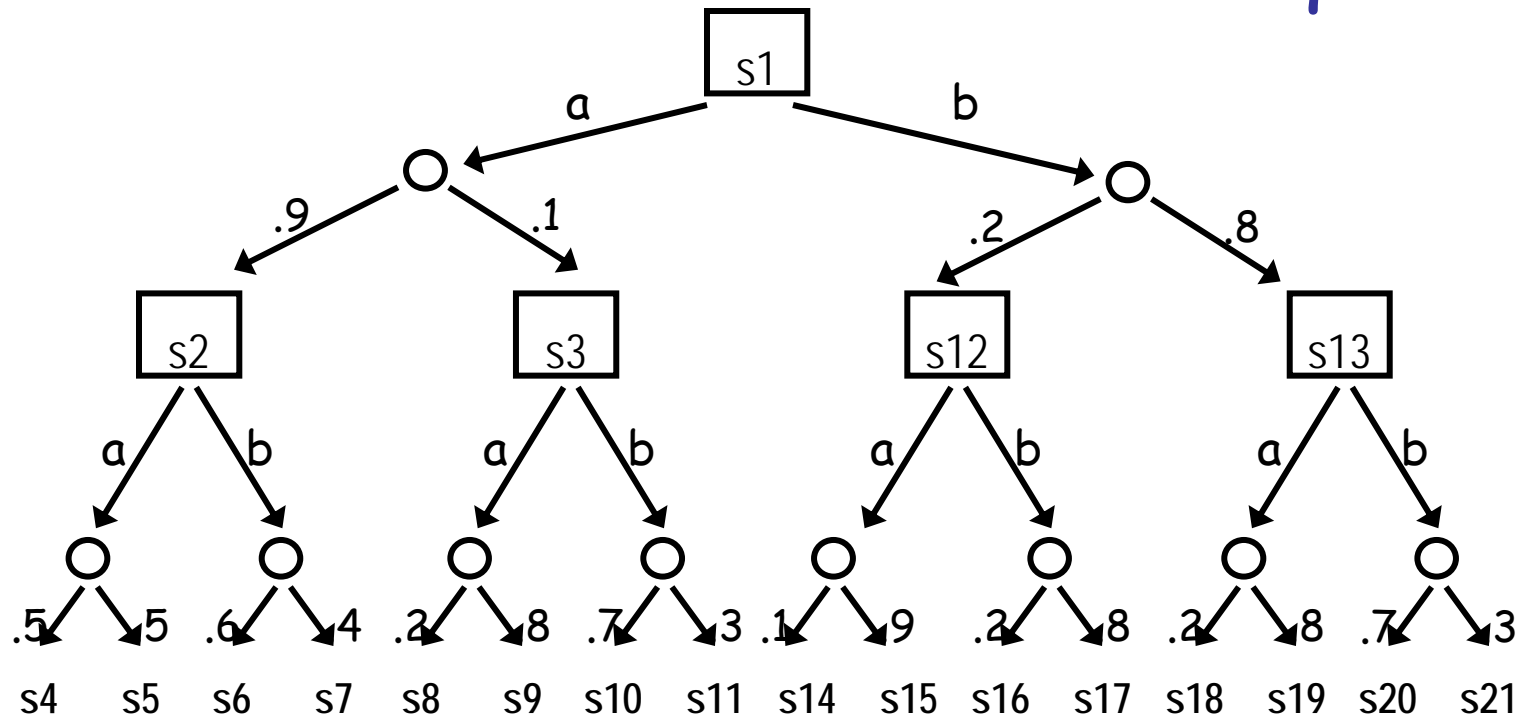 s1
a b
.9 .1 .2 .8
s2 s3 s12 s13
a b a b a b a b
.5 .5 .6 .4 .2 .8 .7 .3 .1 .9 .2 .8 .2 .8 .7 .3
s4 s5 s6 s7 s8 s9 s10 s11 s14 s15 s16 s17 s18 s19 s20 s21